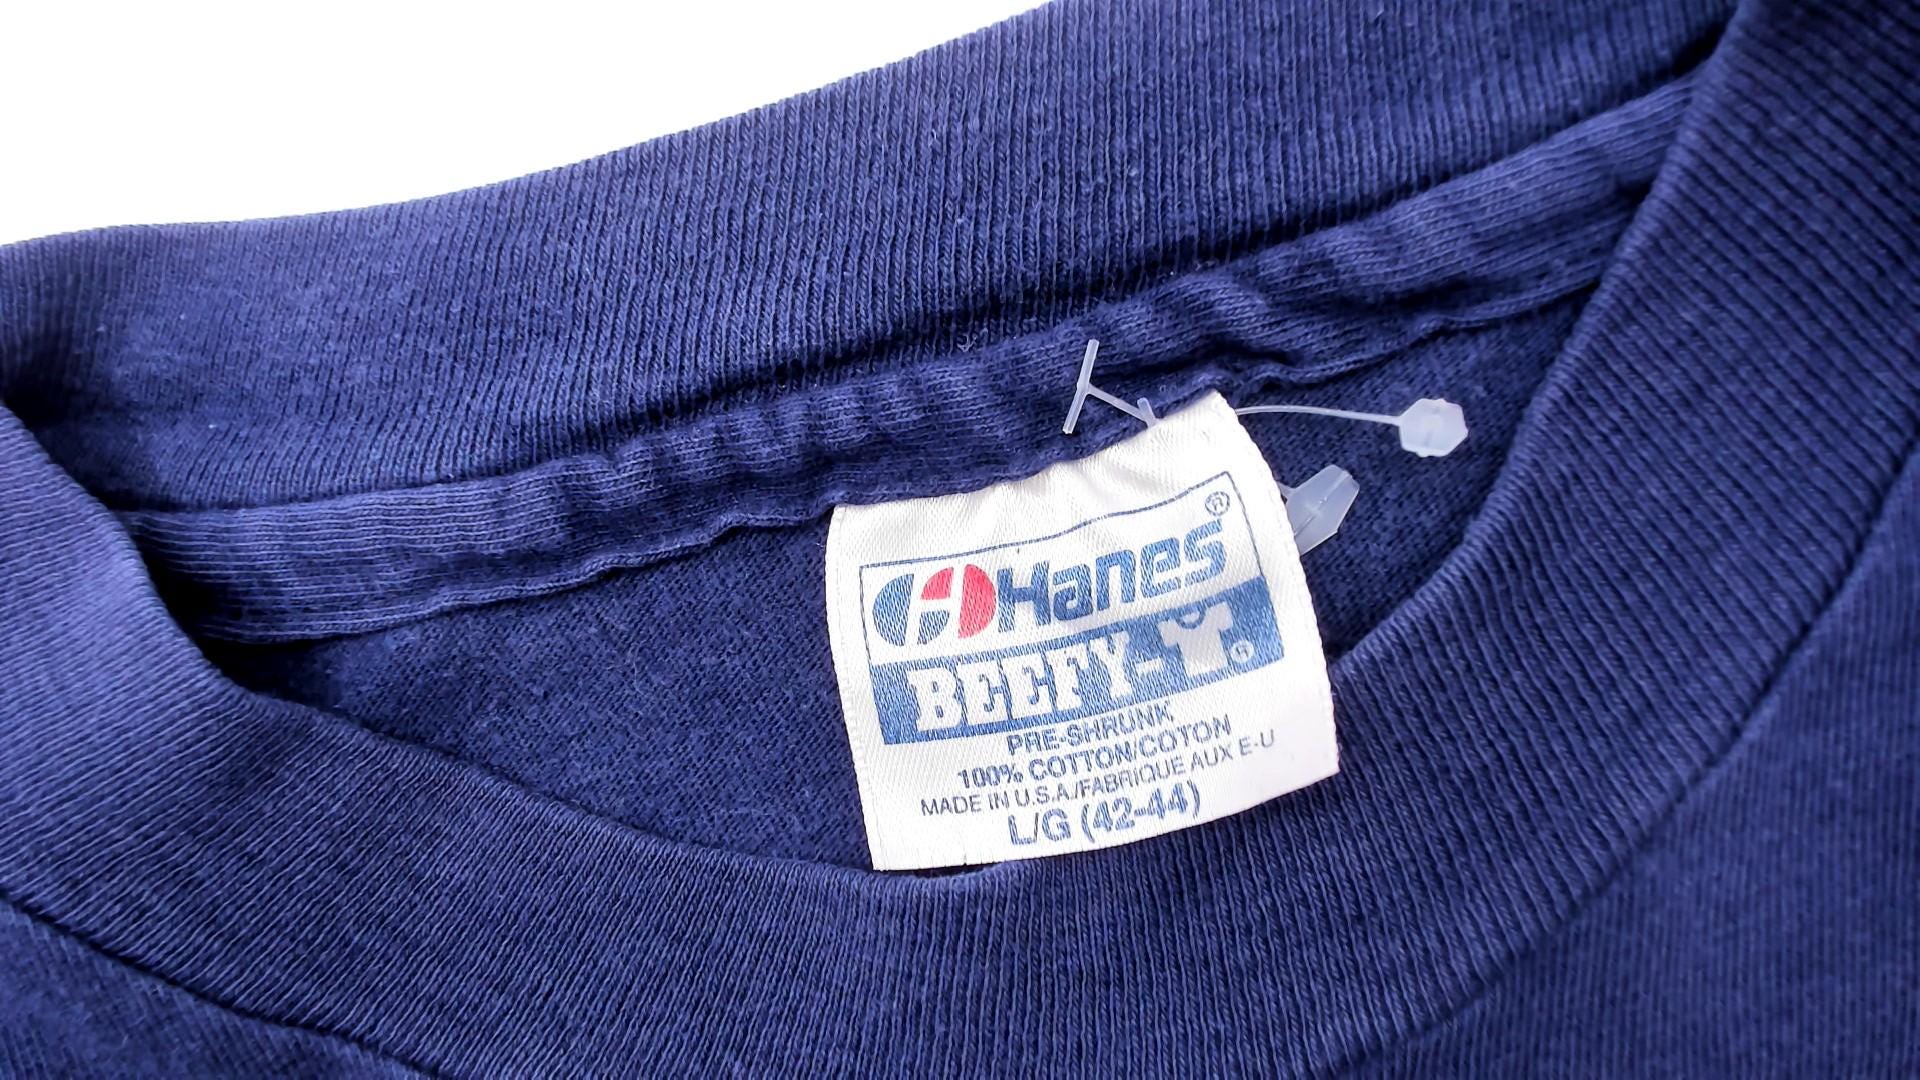 Hanes®
BEEFY-T®
PRE-SHRUNK
100% COTTON/COTON
MADE IN U.S.A./FABRIQUE AUX E-U
L/G (42-44)